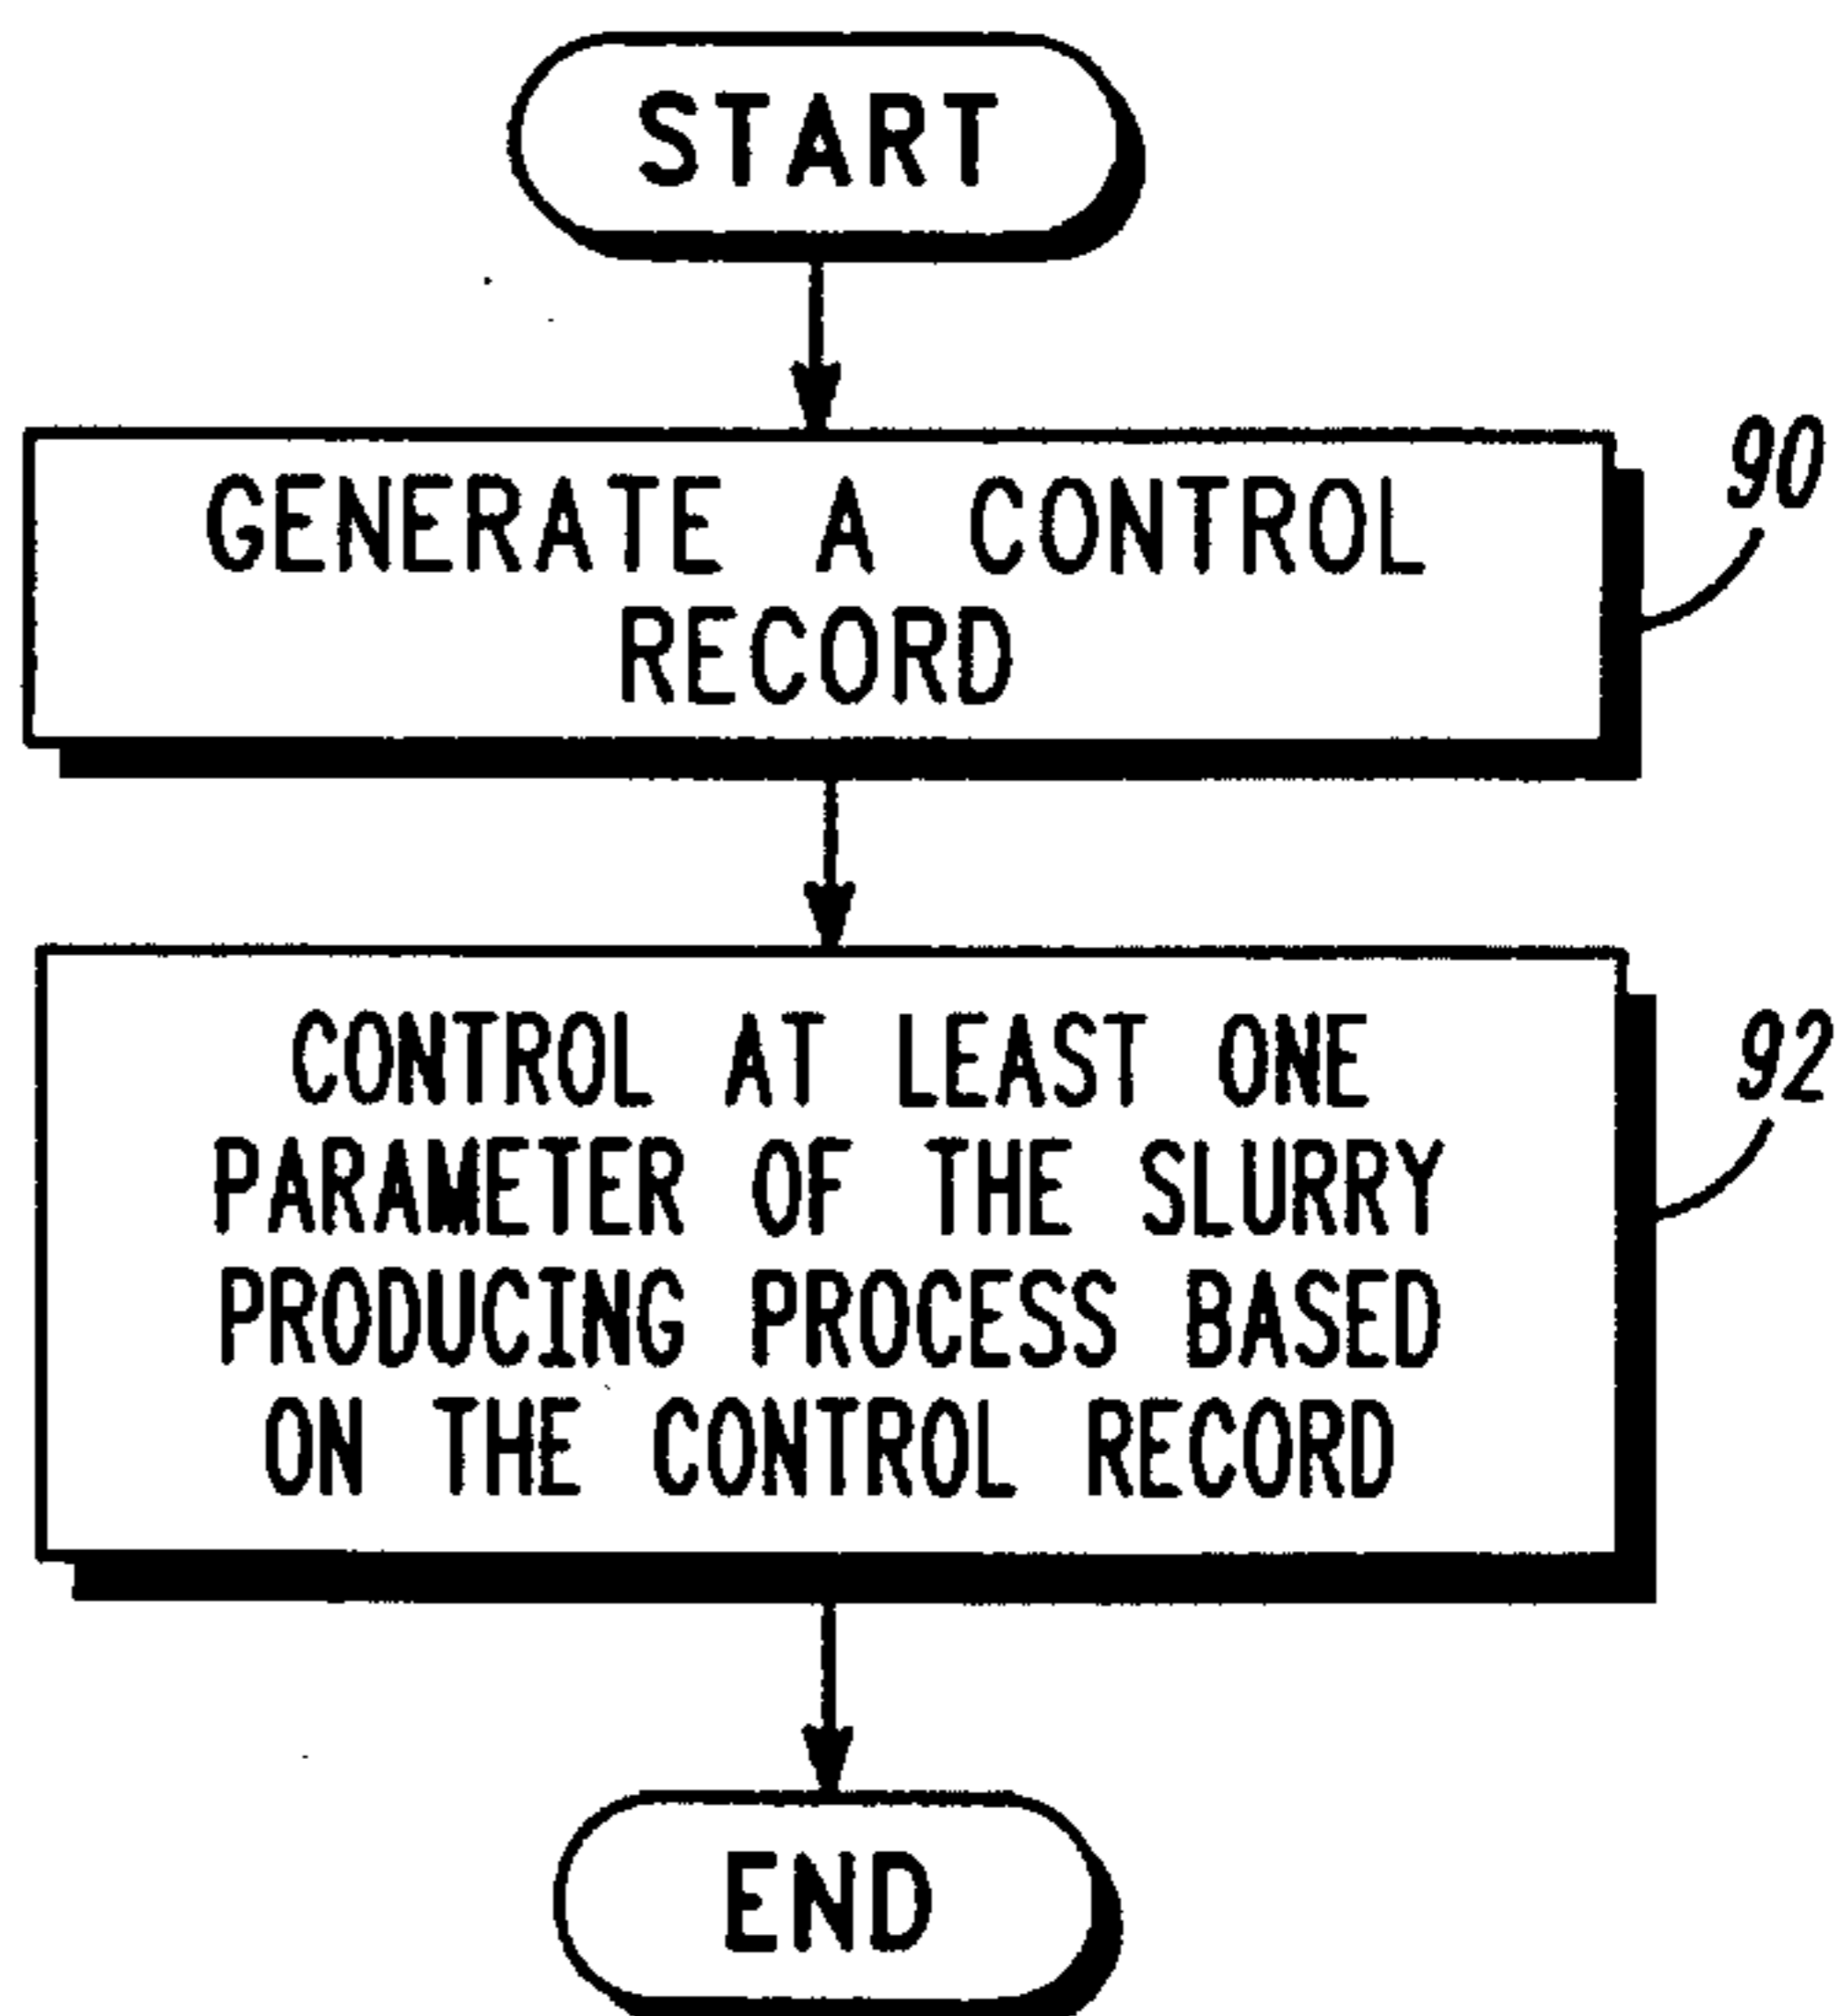 START
GENERATE A CONTROL
RECORD
90
CONTROL AT LEAST ONE
PARAMETER OF THE SLURRY
PRODUCING PROCESS BASED
ON THE CONTROL RECORD
92
END